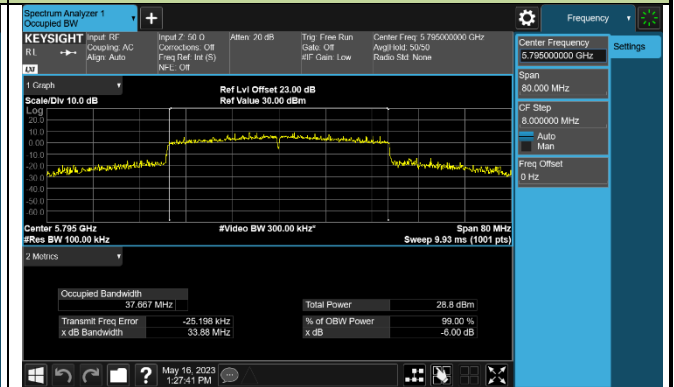 Spectrum Analyzer 1
Occupied BW
Frequency
KEYSIGHT
Input: RF
Coupling: AC
Align: Auto
Input Z: 50 Ω
Corrections: Off
Freq Ref: Int (S)
NFE: Off
Atten: 20 dB
Trig: Free Run
Gate: Off
#IF Gain: Low
Center Freq: 5.795000000 GHz
Avg|Hold: 50/50
Radio Std: None
R L
LXI
Center Frequency
5.795000000 GHz
Settings
Span
80.000 MHz
CF Step
8.000000 MHz
Auto
Man
Freq Offset
0 Hz
1 Graph
Scale/Div 10.0 dB
Ref Lvl Offset 23.00 dB
Ref Value 30.00 dBm
Log
20.0
10.0
0.00
-10.0
-20.0
-30.0
-40.0
-50.0
-60.0
Center 5.795 GHz
#Res BW 100.00 kHz
#Video BW 300.00 kHz*
Span 80 MHz
Sweep 9.93 ms (1001 pts)
2 Metrics
Occupied Bandwidth
37.667 MHz
Total Power 28.8 dBm
Transmit Freq Error -25.198 kHz
% of OBW Power 99.00 %
x dB Bandwidth 33.88 MHz
x dB -6.00 dB
May 16, 2023
1:27:41 PM